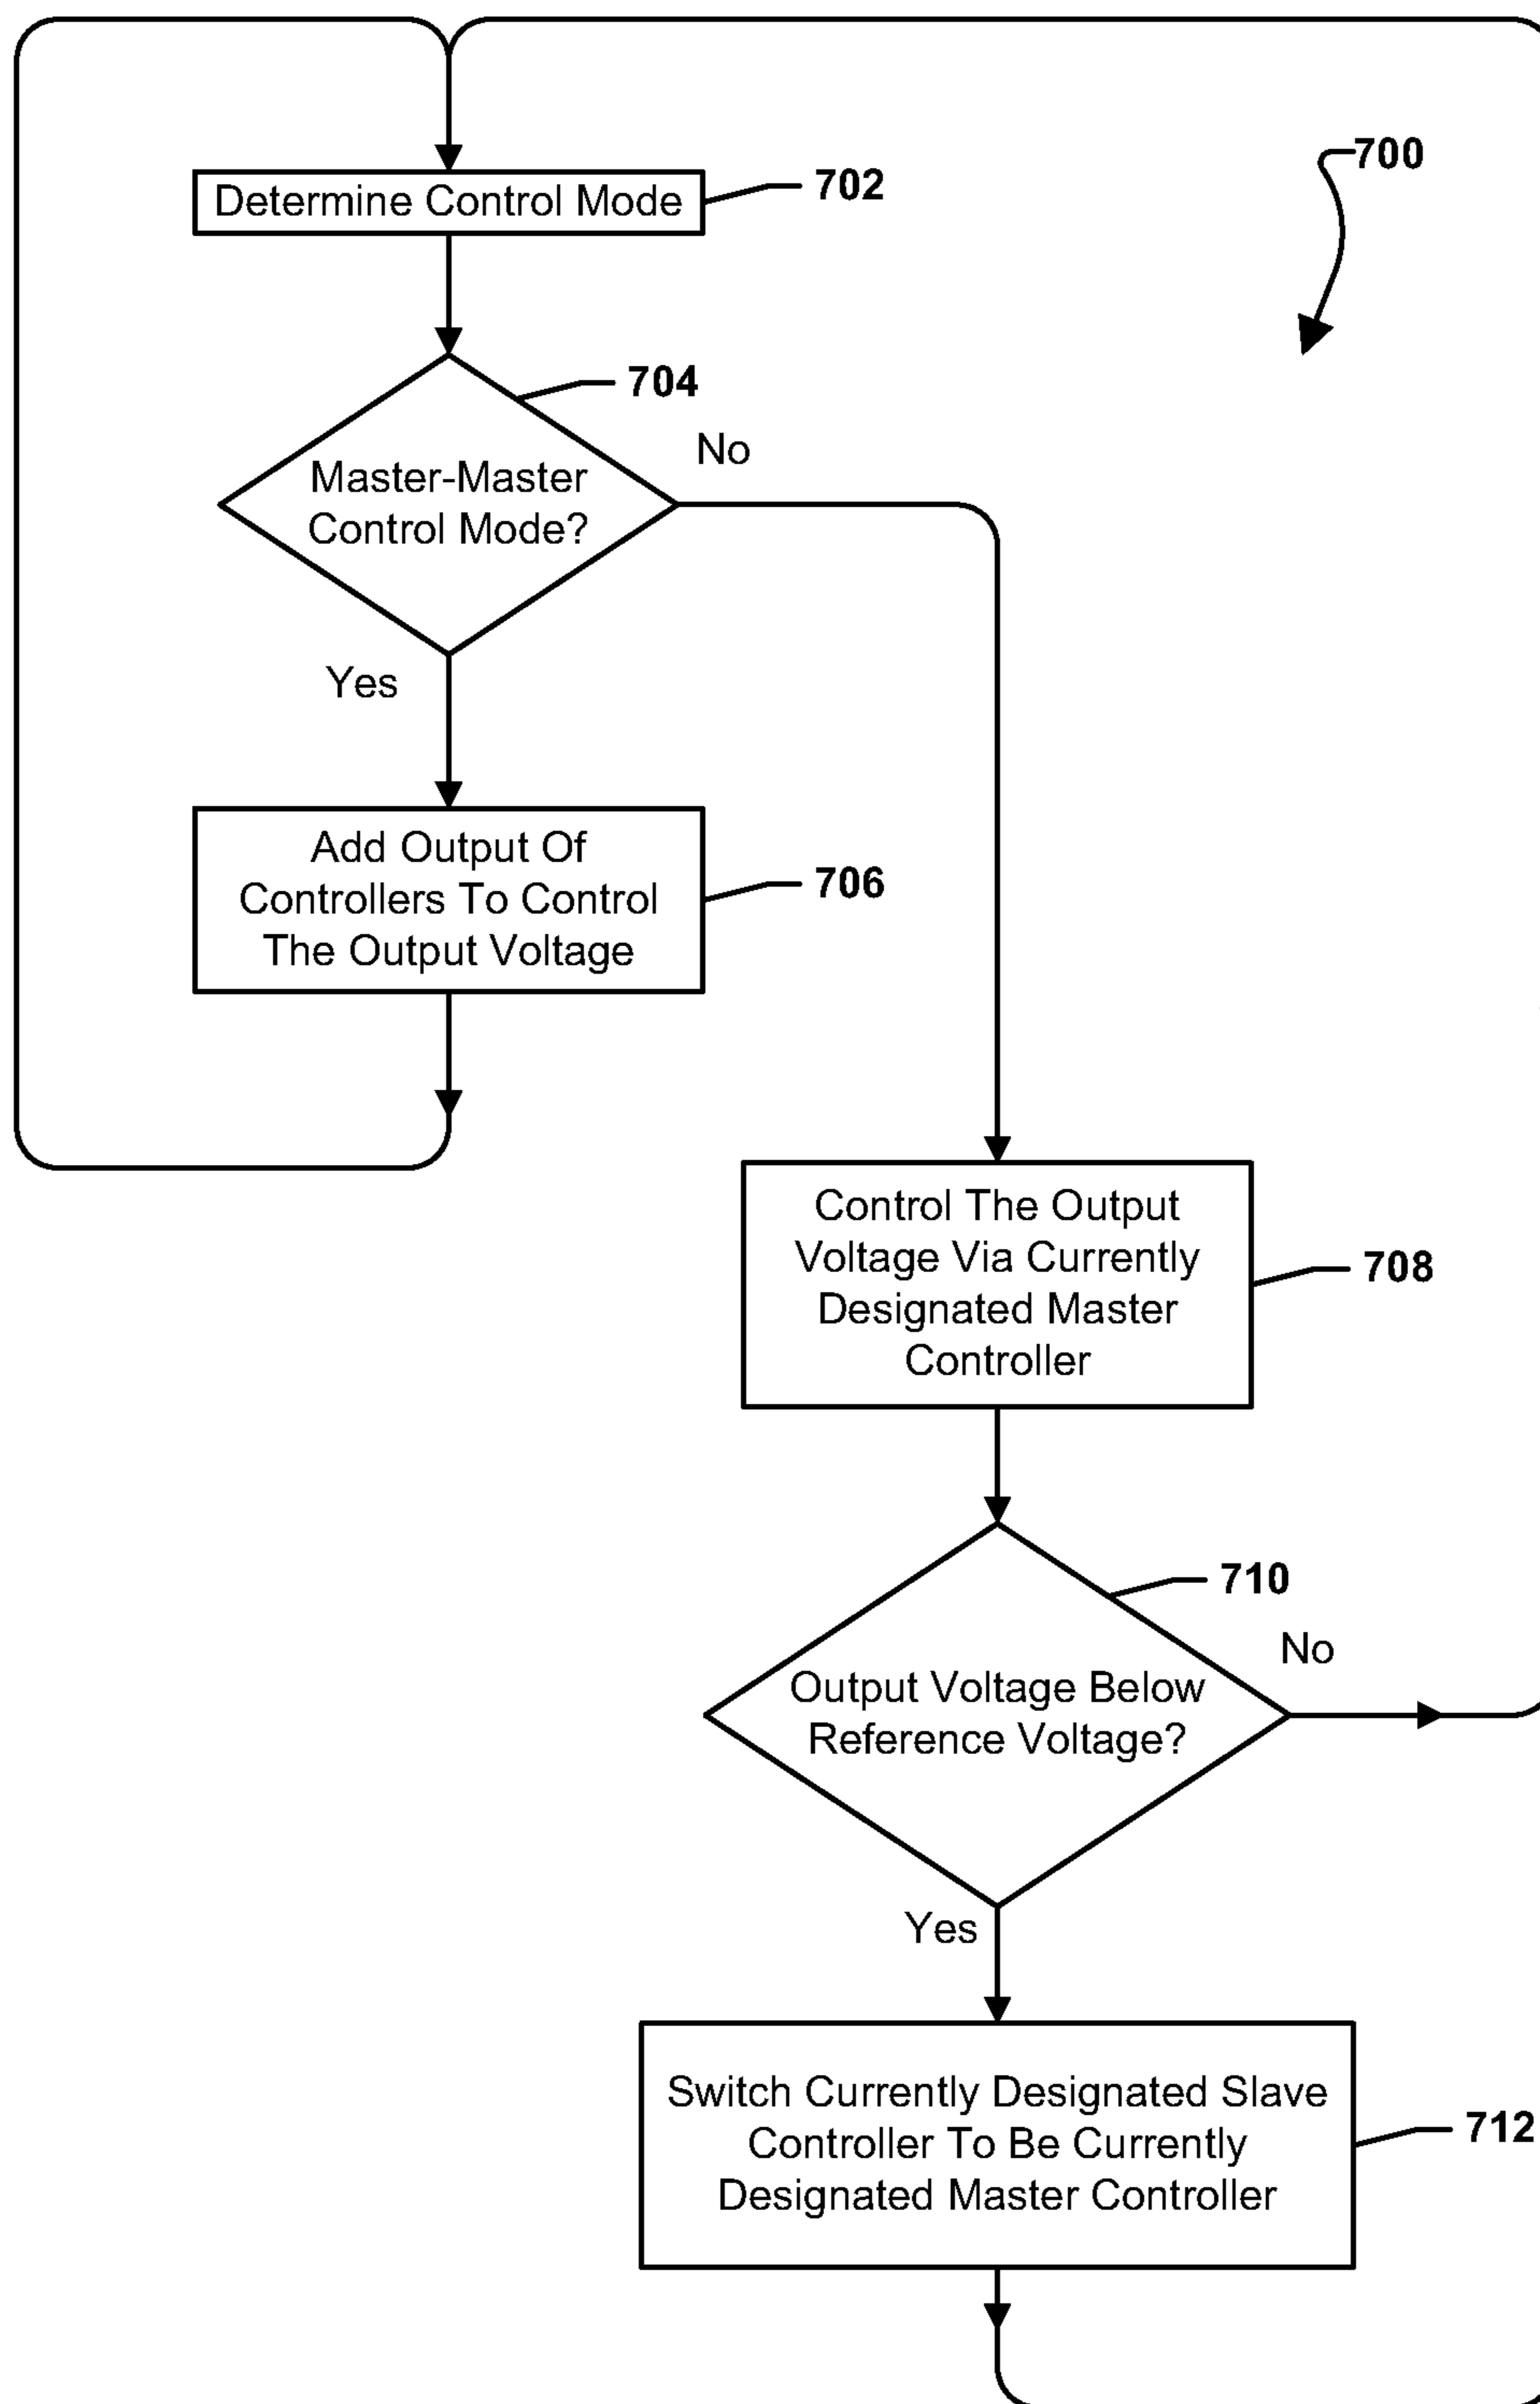 700
Determine Control Mode
702
704
No
Master-Master
Control Mode?
Yes
Add Output Of
Controllers To Control
The Output Voltage
706
Control The Output
Voltage Via Currently
Designated Master
Controller
708
710
No
Output Voltage Below
Reference Voltage?
Yes
Switch Currently Designated Slave
Controller To Be Currently
Designated Master Controller
712